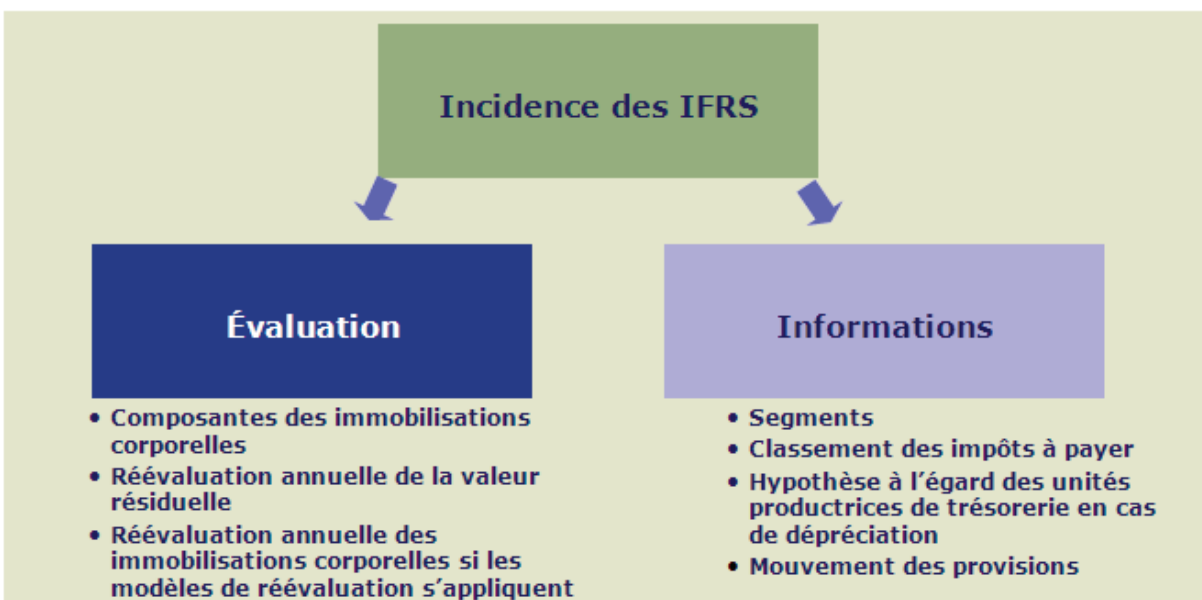 Incidence des IFRS
Évaluation
• Composantes des immobilisations
corporelles
• Réévaluation annuelle de la valeur
résiduelle
• Réévaluation annuelle des
immobilisations corporelles si les
modèles de réévaluation s’appliquent
Informations
• Segments
• Classement des impôts à payer
• Hypothèse à l’égard des unités
productrices de trésorerie en cas
de dépréciation
• Mouvement des provisions